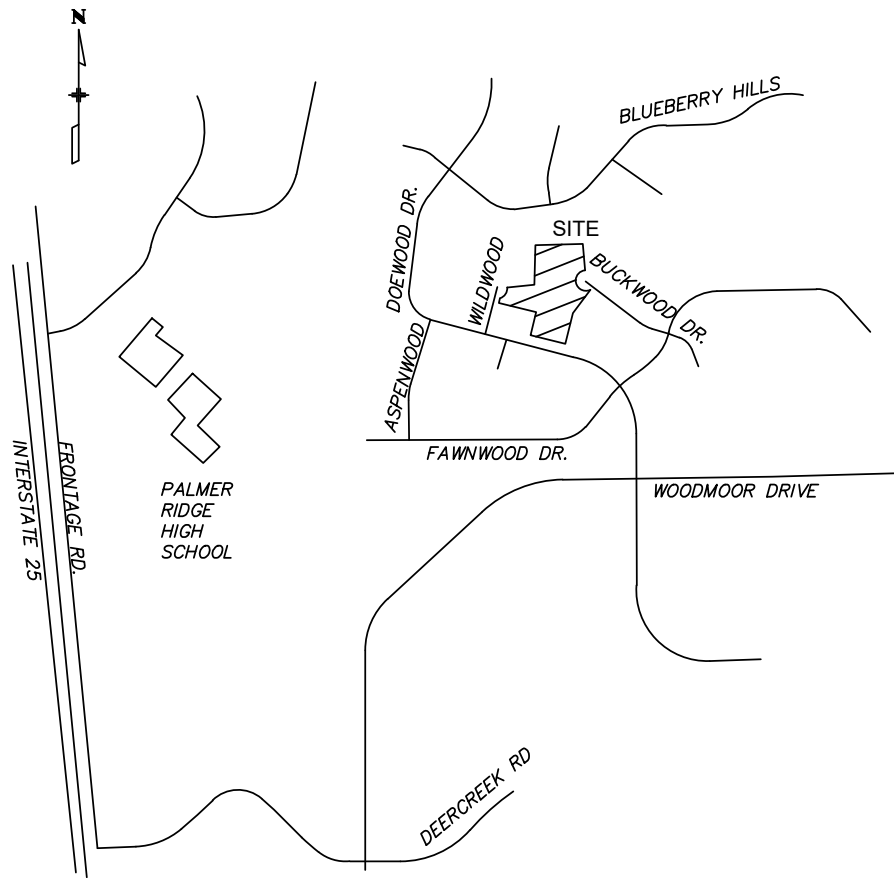 N
BLUEBERRY HILLS
DOEWOOD DR.
SITE
WILDWOOD
BUCKWOOD DR.
ASPENWOOD
FAWNWOOD DR.
INTERSTATE 25
FRONTAGE RD.
PALMER
RIDGE
HIGH
SCHOOL
WOODMOOR DRIVE
DEERCREEK RD